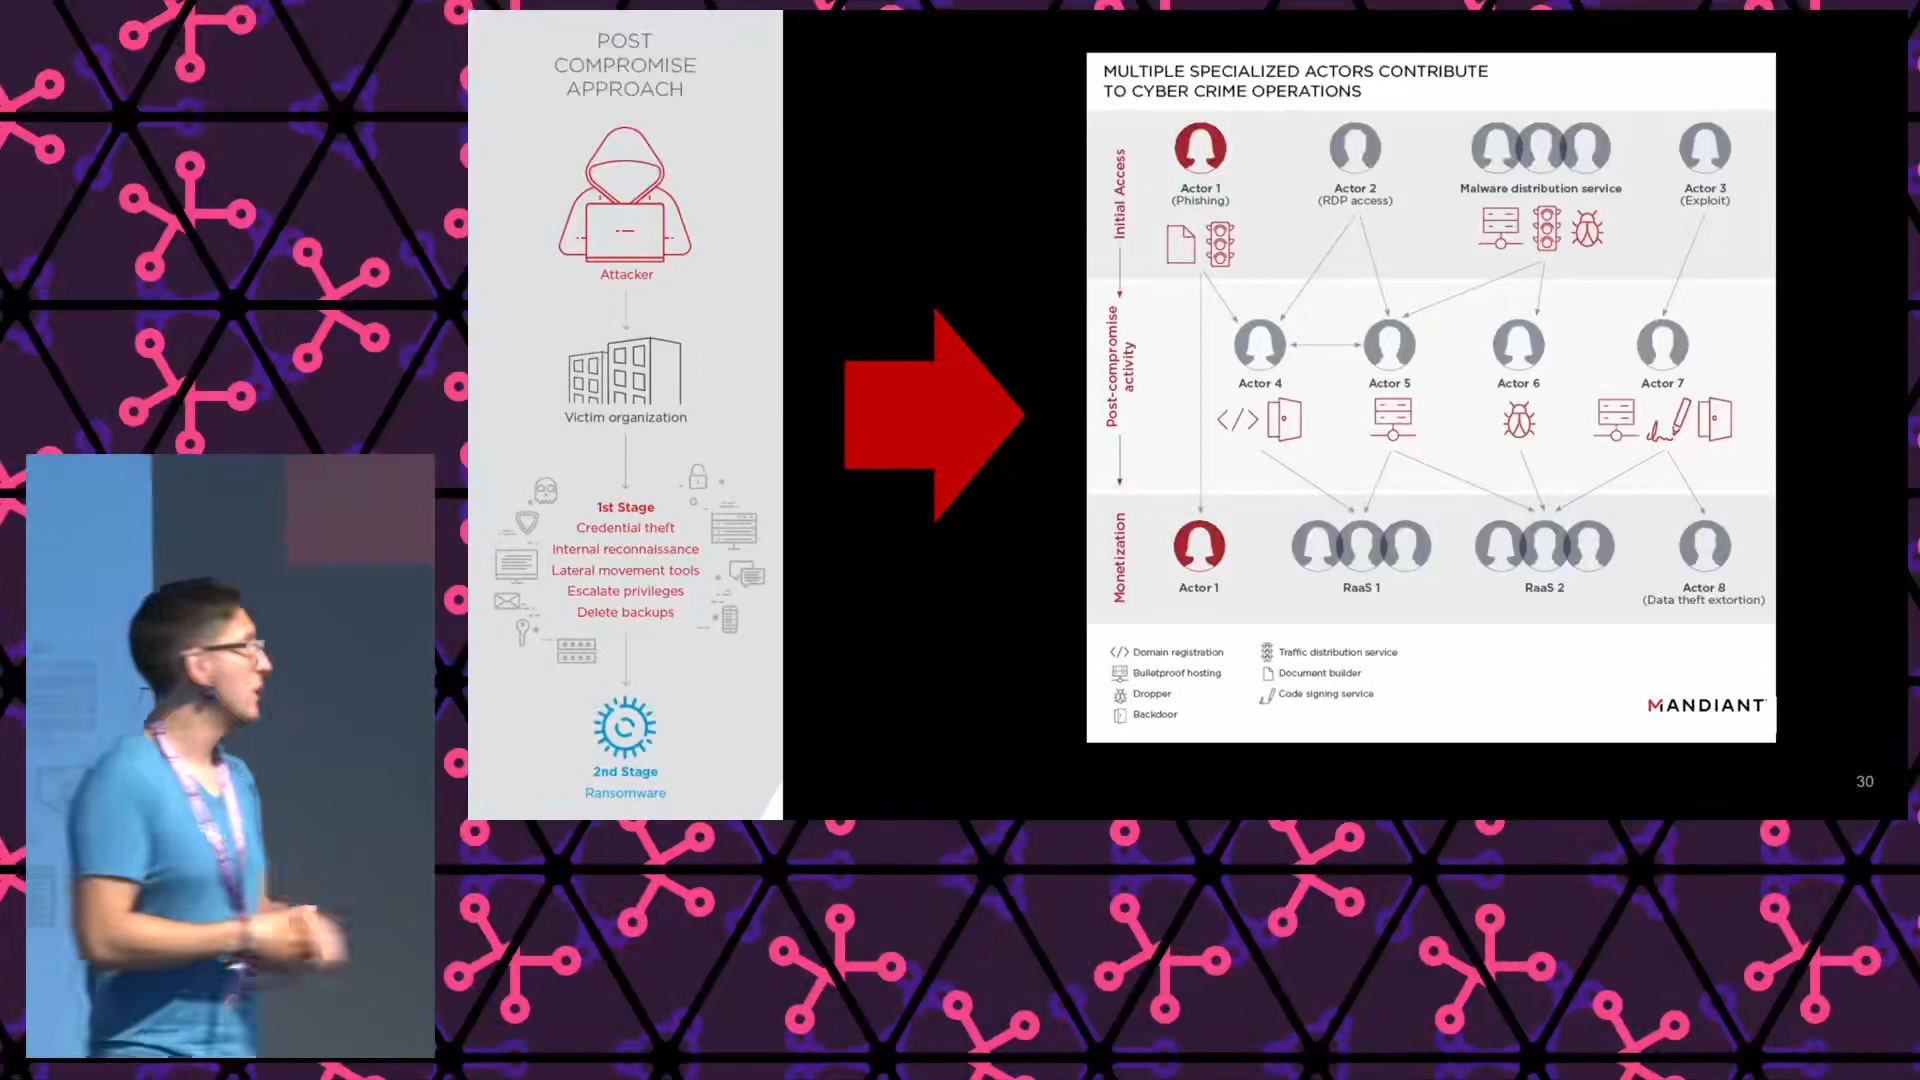 POST
COMPROMISE
APPROACH
Attacker
Victim organization
1st Stage
Credential theft
Internal reconnaissance
Lateral movement tools
Escalate privileges
Delete backups
2nd Stage
Ransomware
MULTIPLE SPECIALIZED ACTORS CONTRIBUTE
TO CYBER CRIME OPERATIONS
Initial Access
Actor 1
(Phishing)
Actor 2
(RDP access)
Malware distribution service
Actor 3
(Exploit)
Post-compromise
activity
Actor 4
Actor 5
Actor 6
Actor 7
Monetization
Actor 1
RaaS 1
RaaS 2
Actor 8
(Data theft extortion)
</> Domain registration
Bulletproof hosting
Dropper
Backdoor
Traffic distribution service
Document builder
Code signing service
MANDIANT
30